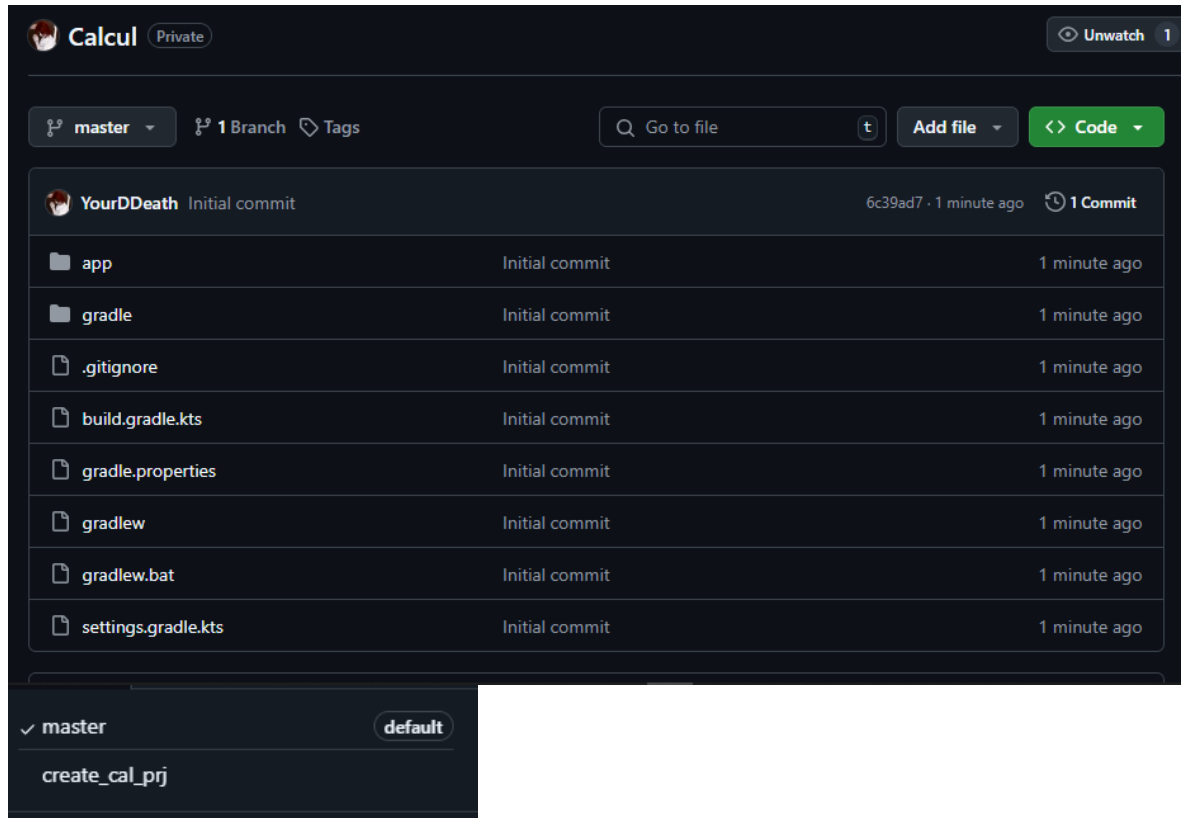 Calcul Private Unwatch 1
master 1 Branch Tags Go to file t Add file Code
YourDDeath Initial commit 6c39ad7 · 1 minute ago 1 Commit
app Initial commit 1 minute ago
gradle Initial commit 1 minute ago
.gitignore Initial commit 1 minute ago
build.gradle.kts Initial commit 1 minute ago
gradle.properties Initial commit 1 minute ago
gradlew Initial commit 1 minute ago
gradlew.bat Initial commit 1 minute ago
settings.gradle.kts Initial commit 1 minute ago
master default
create_cal_prj